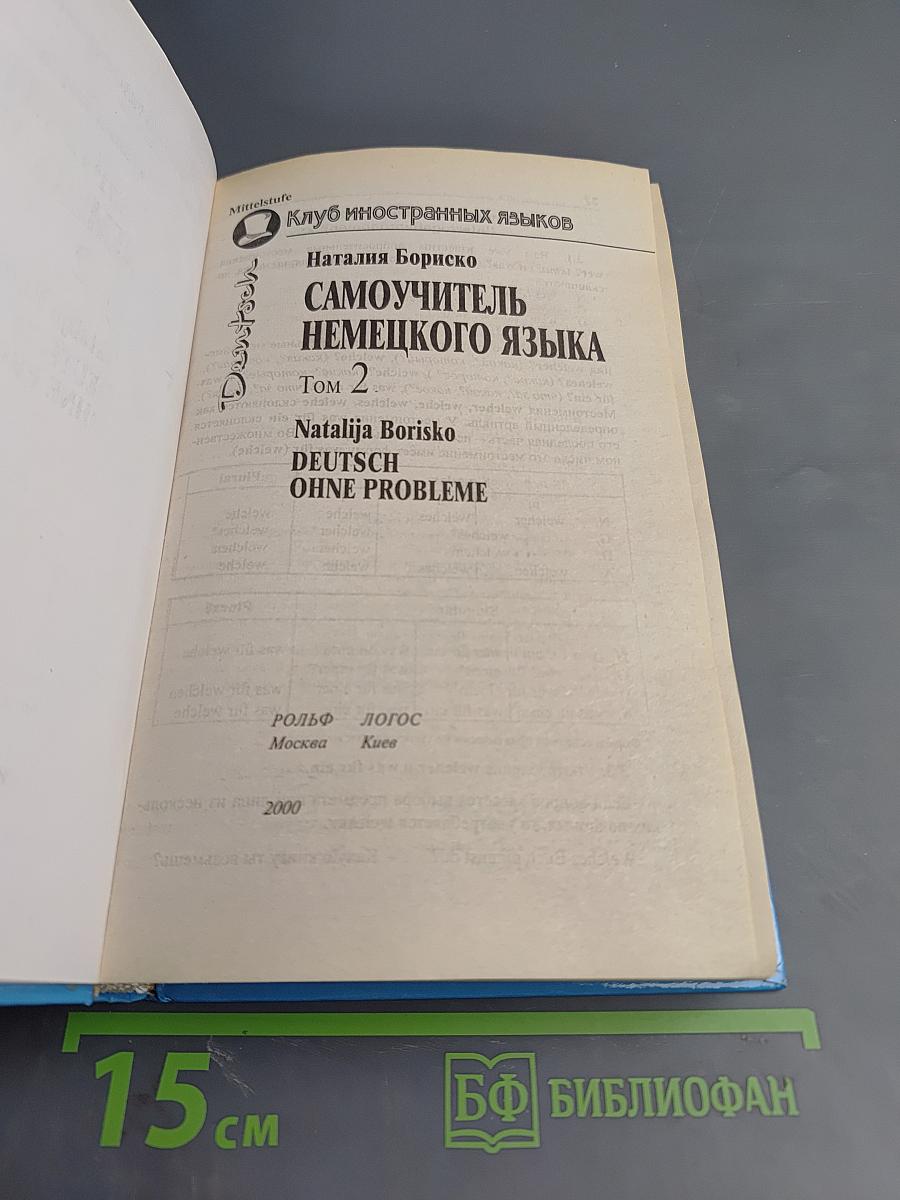 Mittelstufe
Клуб иностранных языков
Deutsch
Наталия Бориско
САМОУЧИТЕЛЬ
НЕМЕЦКОГО ЯЗЫКА
Том 2
Natalija Borisko
DEUTSCH
OHNE PROBLEME
РОЛЬФ ЛОГОС
Москва Киев
2000
15 см
БФ БИБЛИОФАН